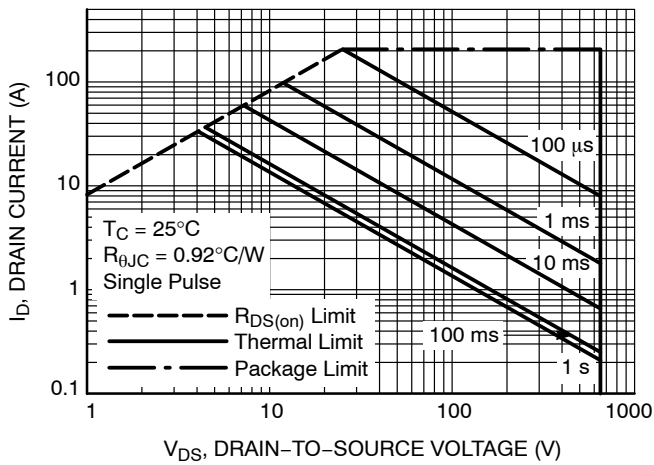 I_D, DRAIN CURRENT (A)
100
10
1
0.1
100 μs
1 ms
10 ms
100 ms
1 s
T_C = 25°C
R_θJC = 0.92°C/W
Single Pulse
R_DS(on) Limit
Thermal Limit
Package Limit
1
10
100
1000
V_DS, DRAIN−TO−SOURCE VOLTAGE (V)